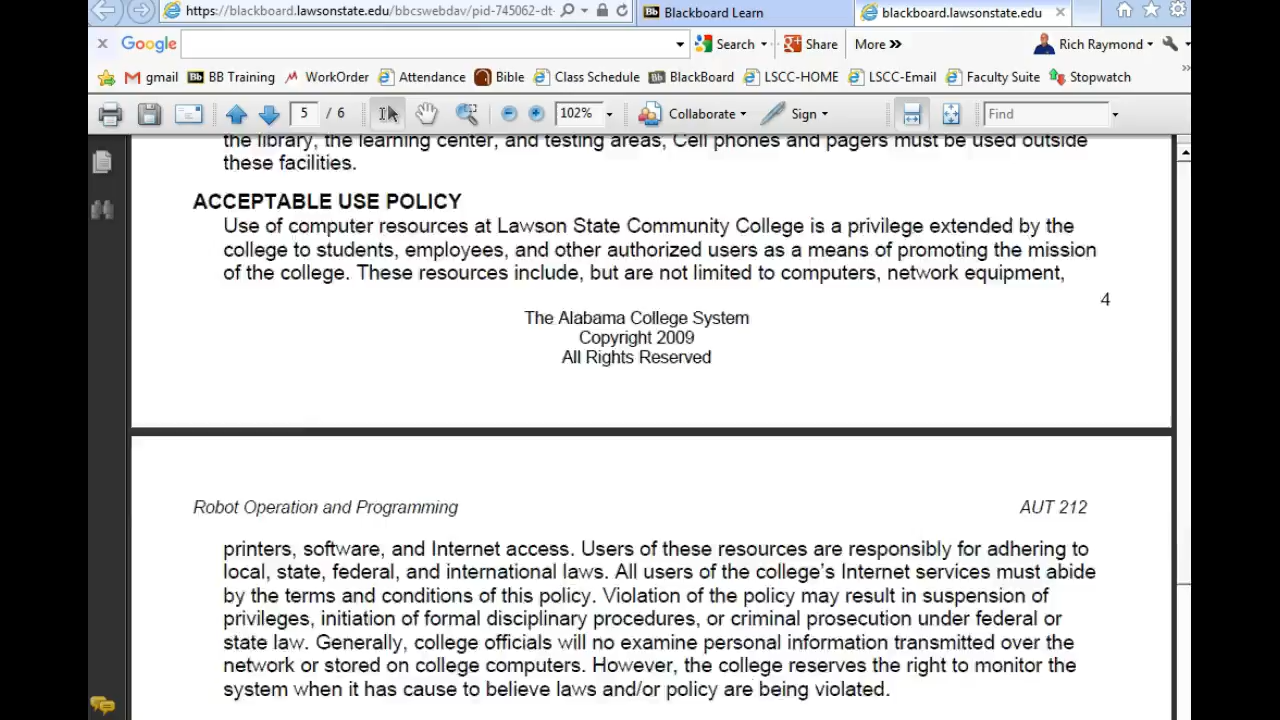 https://blackboard.lawsonstate.edu/bbcswebdav/pid-745062-dt-
Bb Blackboard Learn
blackboard.lawsonstate.edu
Google
Search
Share
More
Rich Raymond
gmail
Bb BB Training
WorkOrder
Attendance
Bible
Class Schedule
Bb BlackBoard
LSCC-HOME
LSCC-Email
Faculty Suite
Stopwatch
5 / 6
102%
Collaborate
Sign
Find
the library, the learning center, and testing areas, Cell phones and pagers must be used outside
these facilities.
ACCEPTABLE USE POLICY
Use of computer resources at Lawson State Community College is a privilege extended by the
college to students, employees, and other authorized users as a means of promoting the mission
of the college. These resources include, but are not limited to computers, network equipment,
4
The Alabama College System
Copyright 2009
All Rights Reserved
Robot Operation and Programming
AUT 212
printers, software, and Internet access. Users of these resources are responsibly for adhering to
local, state, federal, and international laws. All users of the college's Internet services must abide
by the terms and conditions of this policy. Violation of the policy may result in suspension of
privileges, initiation of formal disciplinary procedures, or criminal prosecution under federal or
state law. Generally, college officials will no examine personal information transmitted over the
network or stored on college computers. However, the college reserves the right to monitor the
system when it has cause to believe laws and/or policy are being violated.